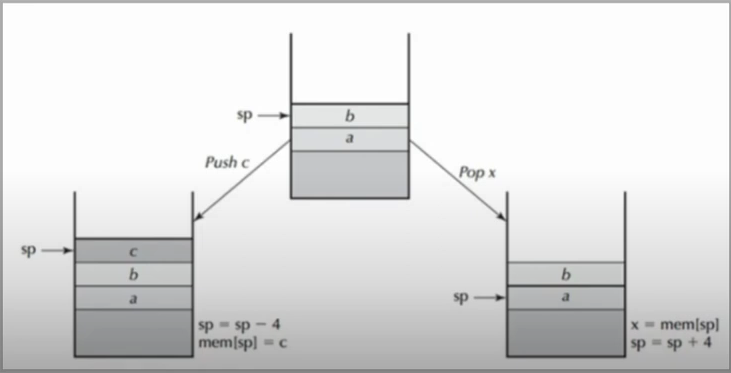 sp
b
a
Push c
Pop x
sp
c
b
a
sp = sp − 4
mem[sp] = c
sp
b
a
x = mem[sp]
sp = sp + 4